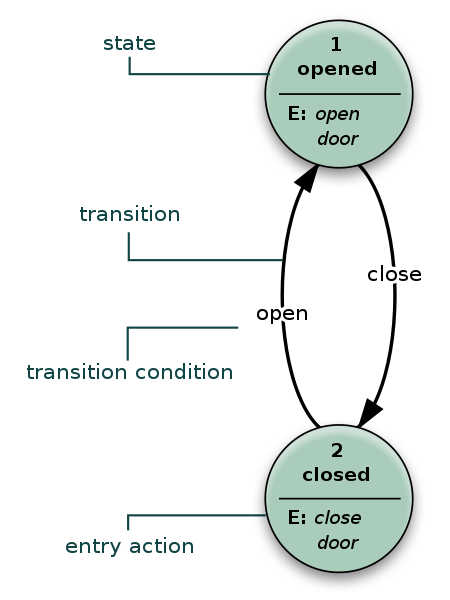 state
1
opened
E: open
door
transition
close
open
transition condition
2
closed
E: close
door
entry action